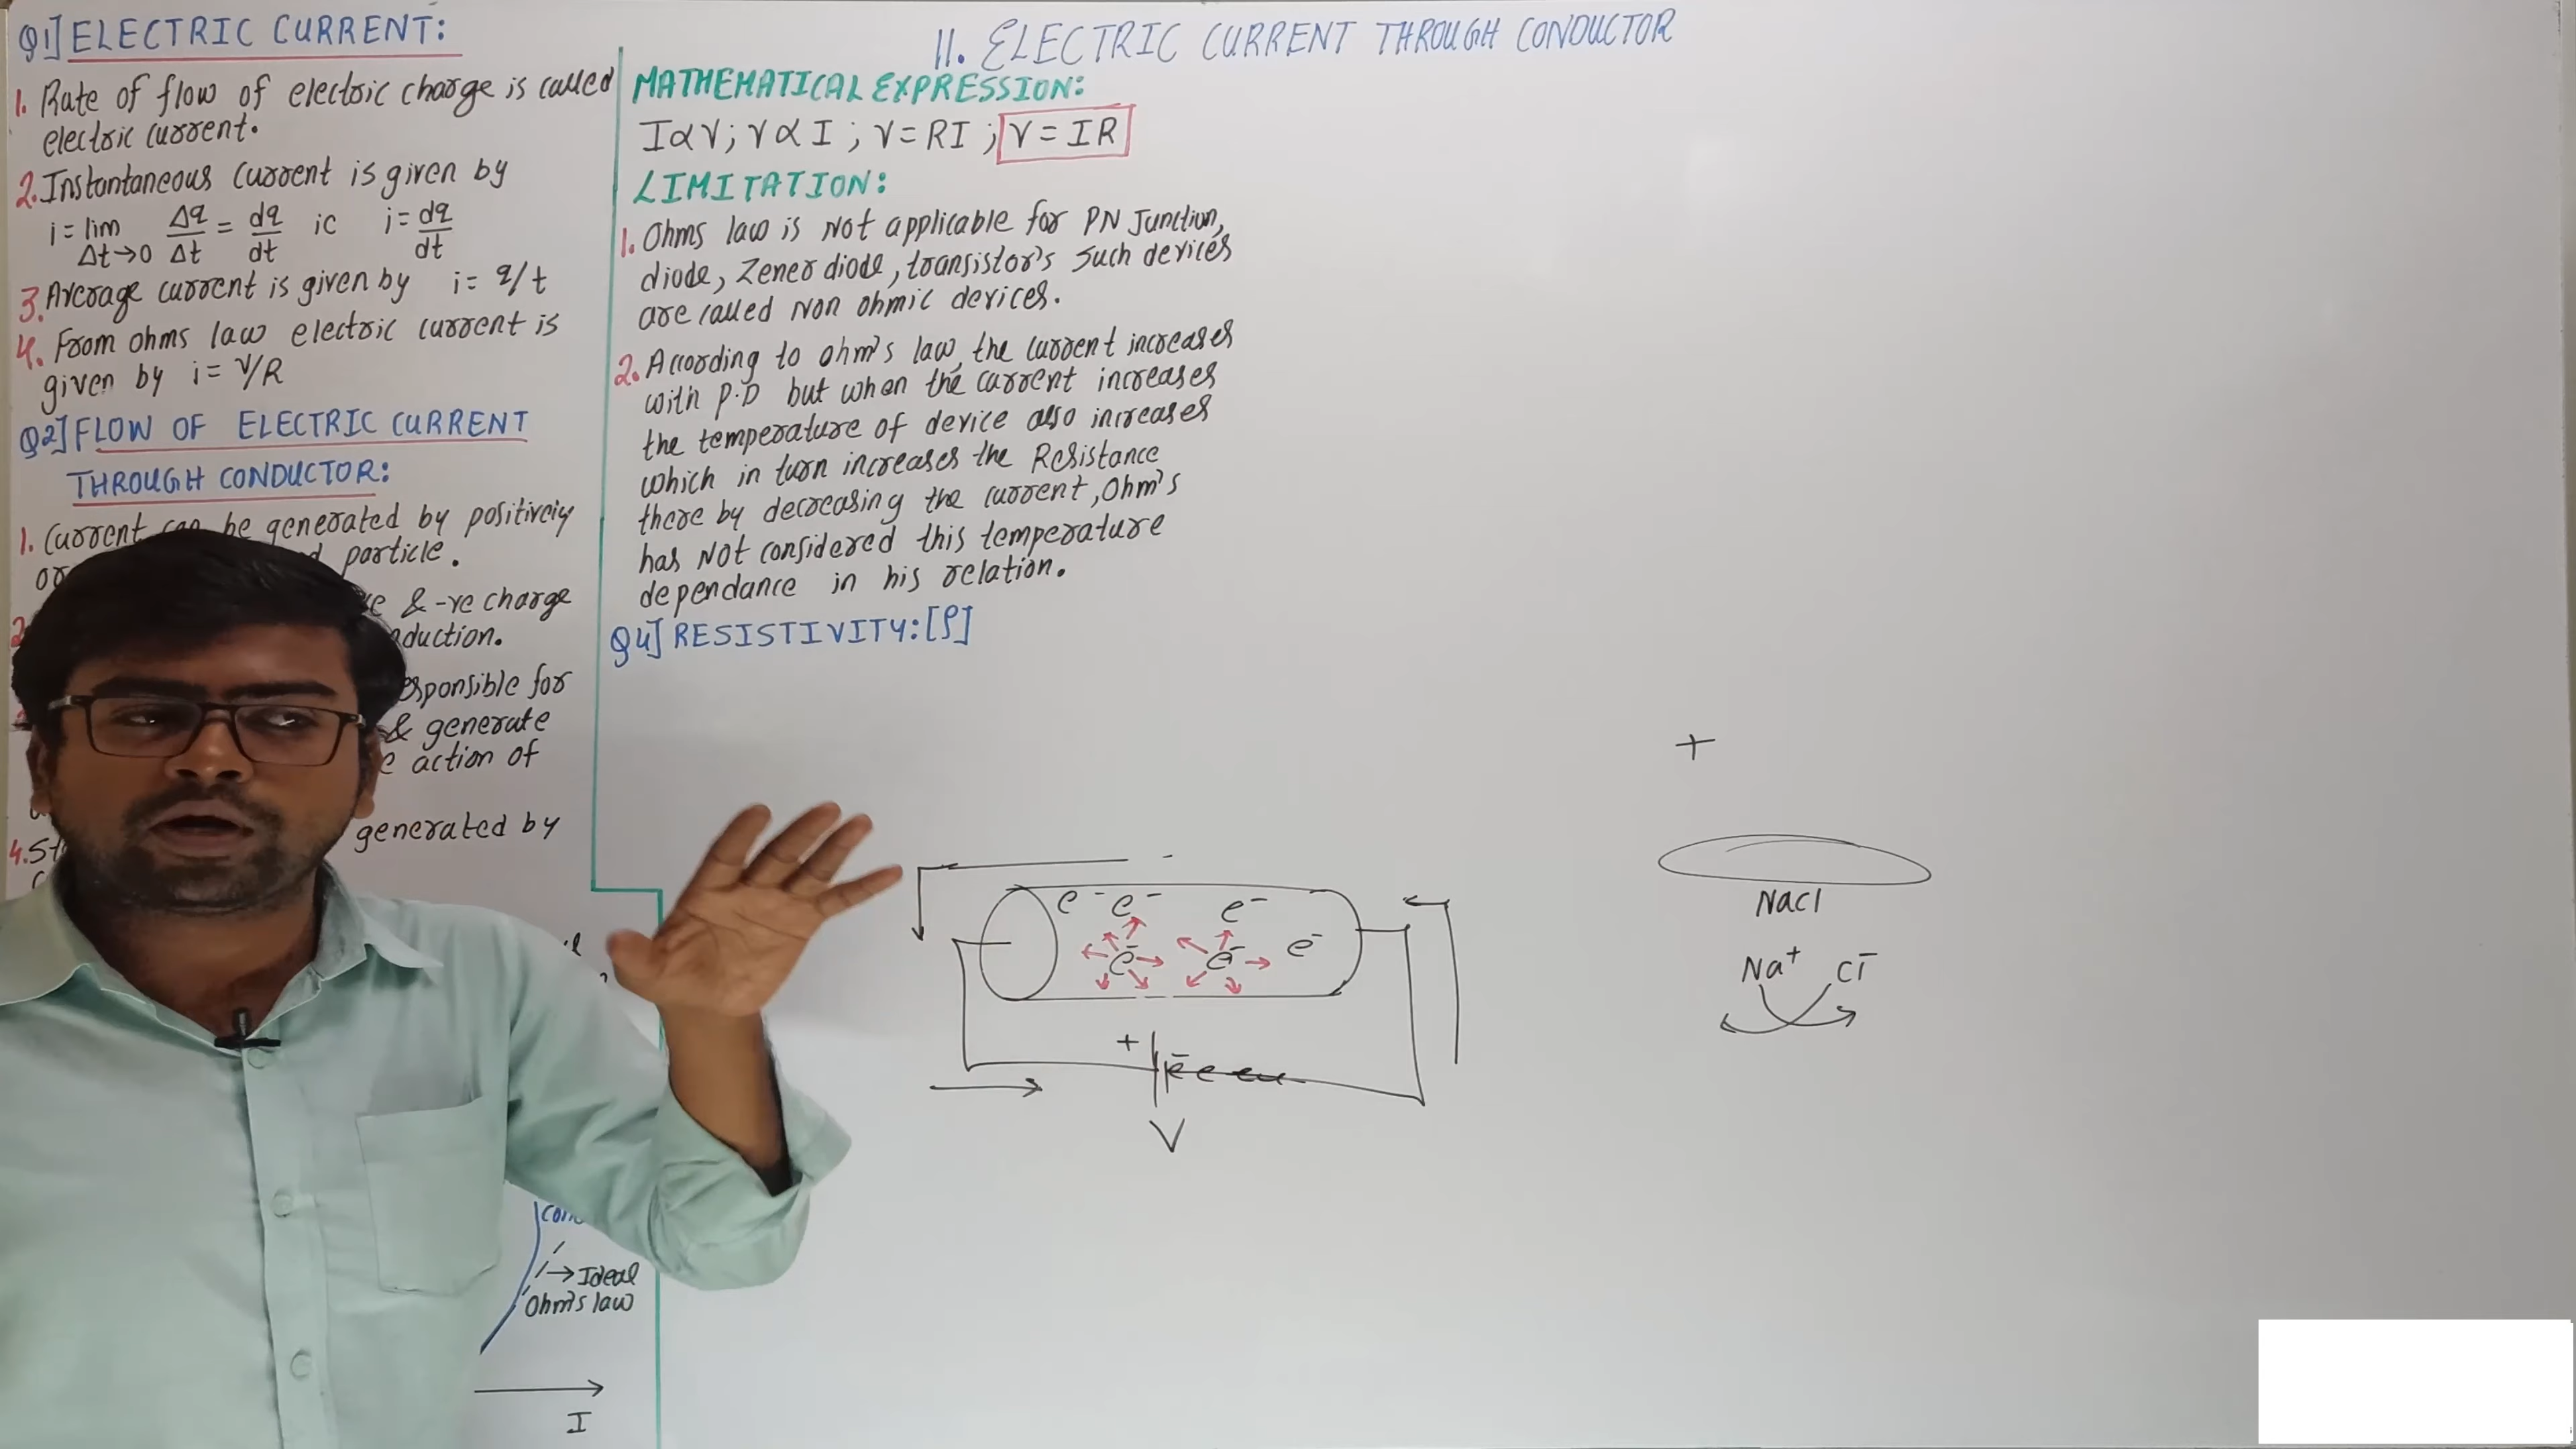 Q1] ELECTRIC CURRENT:
1. Rate of flow of electric charge is called
electric current.
2. Instantaneous current is given by
i = lim Δq = dq ic i = dq
Δt→0 Δt dt dt
3. Average current is given by i = q/t
4. From ohms law electric current is
given by i = V/R
Q2] FLOW OF ELECTRIC CURRENT
THROUGH CONDUCTOR:
1. Current can be generated by positively
or particle.
2 & -ve charge
responsible for
& generate
action of
4. generated by
→ Ideal
Ohm's law
I
11. ELECTRIC CURRENT THROUGH CONDUCTOR
MATHEMATICAL EXPRESSION:
I α V; V α I ; V = RI ; V = IR
LIMITATION:
1. Ohms law is Not applicable for PN Junction,
diode, Zener diode, transistor's such devices
are called Non ohmic devices.
2. According to ohm's law, the current increases
with P.D but when the current increases
the temperature of device also increases
which in turn increases the Resistance
there by decreasing the current, Ohm's
has Not considered this temperature
dependance in his relation.
Q4] RESISTIVITY: [ρ]
e⁻ e⁻ e⁻
e⁻ e⁻ e⁻
+
V
+
NaCl
Na⁺ Cl⁻